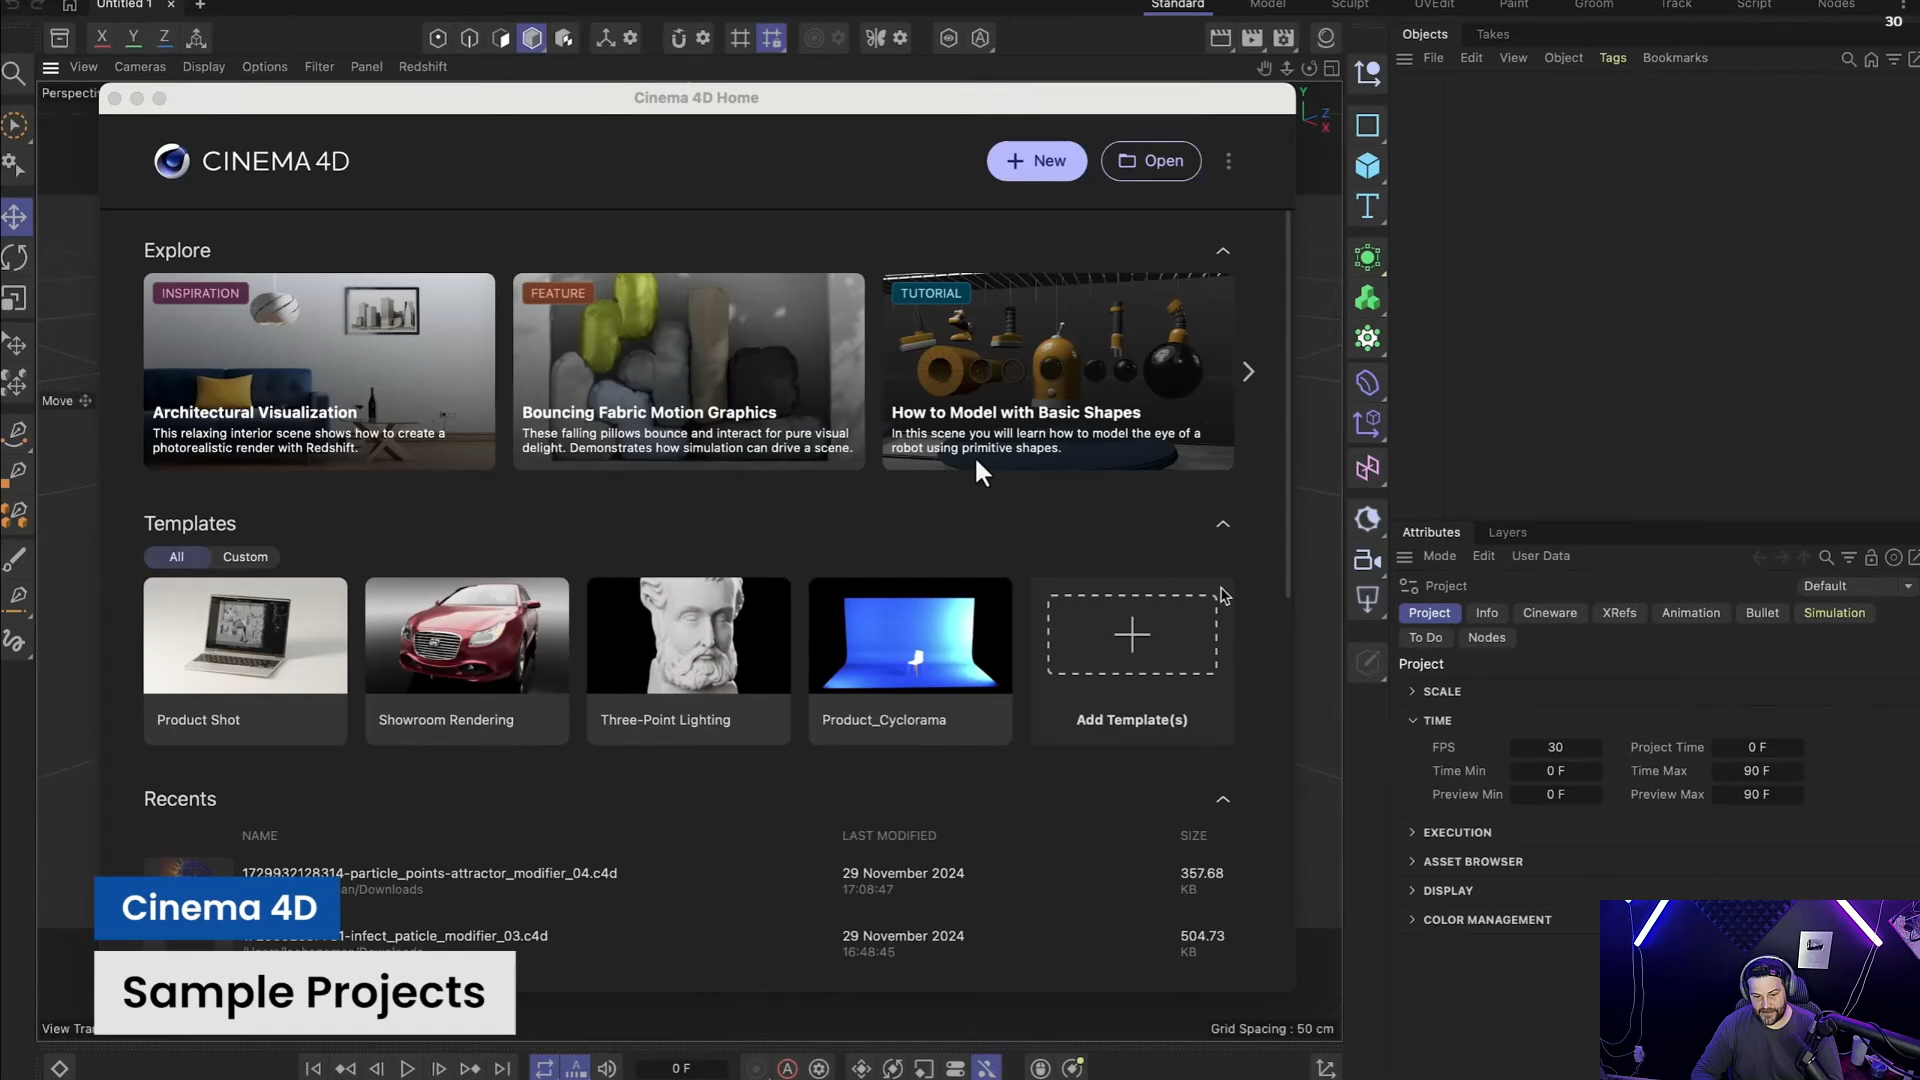 Untitled 1
Standard Model Sculpt UVEdit Paint Groom Track Script Nodes
30
X Y Z
View Cameras Display Options Filter Panel Redshift
Perspecti
Cinema 4D Home
Y
Z
X
CINEMA 4D
New
Open
Explore
INSPIRATION
Architectural Visualization
This relaxing interior scene shows how to create a
photorealistic render with Redshift.
FEATURE
Bouncing Fabric Motion Graphics
These falling pillows bounce and interact for pure visual
delight. Demonstrates how simulation can drive a scene.
TUTORIAL
How to Model with Basic Shapes
In this scene you will learn how to model the eye of a
robot using primitive shapes.
Move
Templates
All Custom
Product Shot
Showroom Rendering
Three-Point Lighting
Product_Cyclorama
Add Template(s)
Recents
NAME LAST MODIFIED SIZE
1729932128314-particle_points-attractor_modifier_04.c4d 29 November 2024 357.68
an/Downloads 17:08:47 KB
-infect_paticle_modifier_03.c4d 29 November 2024 504.73
16:48:45 KB
Cinema 4D
Sample Projects
View Tran
Grid Spacing : 50 cm
0 F
Objects Takes
File Edit View Object Tags Bookmarks
Attributes Layers
Mode Edit User Data
Project Default
Project Info Cineware XRefs Animation Bullet Simulation
To Do Nodes
Project
SCALE
TIME
FPS 30 Project Time 0 F
Time Min 0 F Time Max 90 F
Preview Min 0 F Preview Max 90 F
EXECUTION
ASSET BROWSER
DISPLAY
COLOR MANAGEMENT